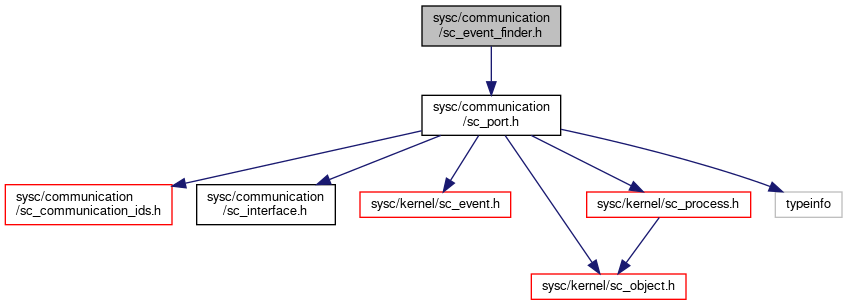 sysc/communication
/sc_event_finder.h
sysc/communication
/sc_port.h
sysc/communication
/sc_communication_ids.h
sysc/communication
/sc_interface.h
sysc/kernel/sc_event.h
sysc/kernel/sc_process.h
typeinfo
sysc/kernel/sc_object.h